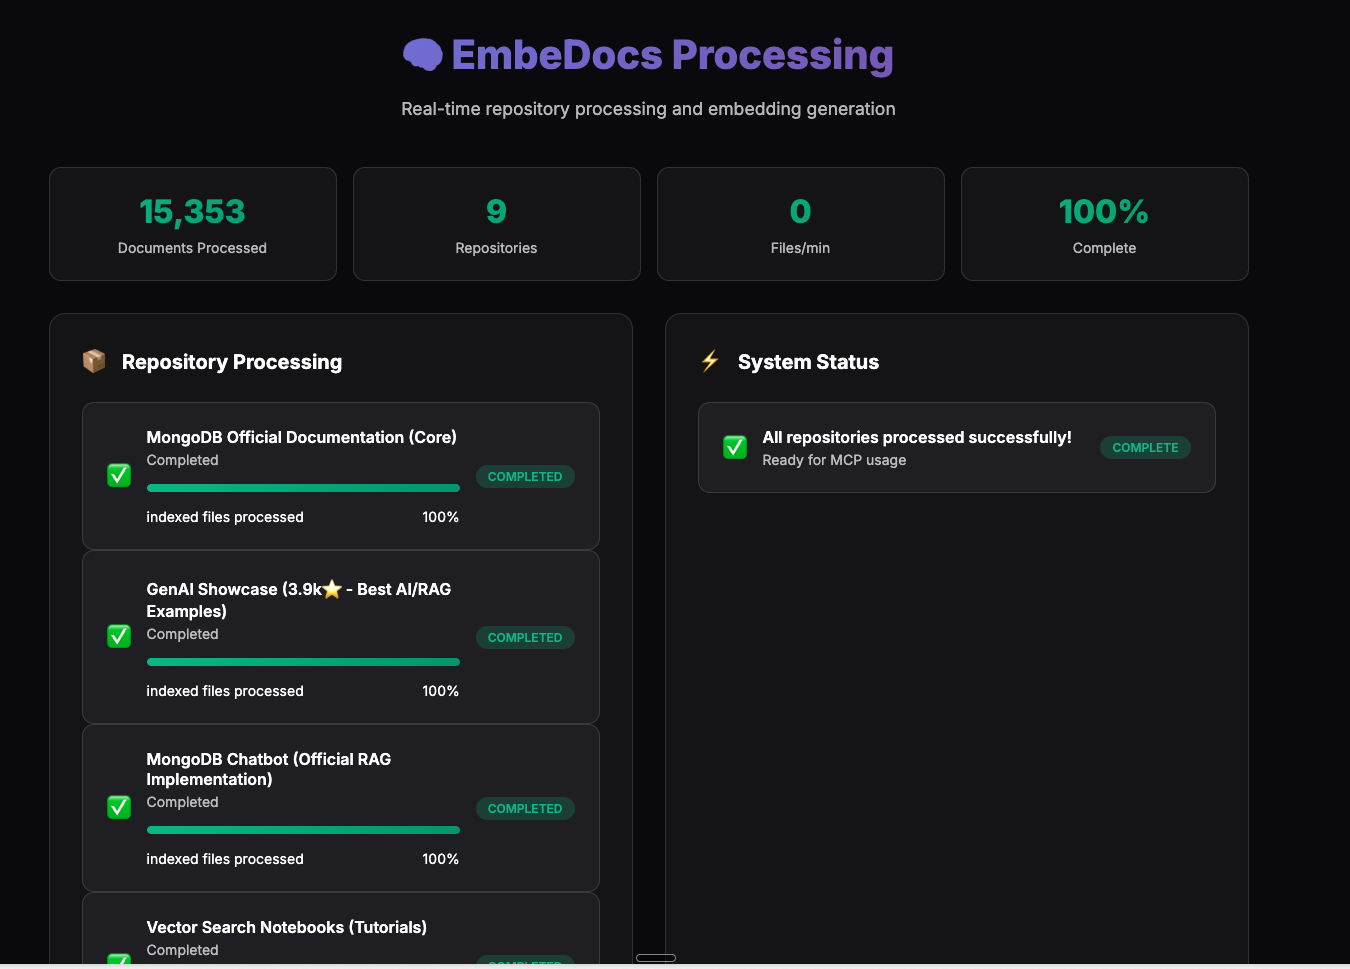 🧠 EmbeDocs Processing
Real-time repository processing and embedding generation
15,353
Documents Processed
9
Repositories
0
Files/min
100%
Complete
📦 Repository Processing
MongoDB Official Documentation (Core)
Completed
COMPLETED
indexed files processed 100%
GenAI Showcase (3.9k⭐ - Best AI/RAG
Examples)
Completed
COMPLETED
indexed files processed 100%
MongoDB Chatbot (Official RAG
Implementation)
Completed
COMPLETED
indexed files processed 100%
Vector Search Notebooks (Tutorials)
Completed
COMPLETED
⚡ System Status
All repositories processed successfully!
Ready for MCP usage
COMPLETE